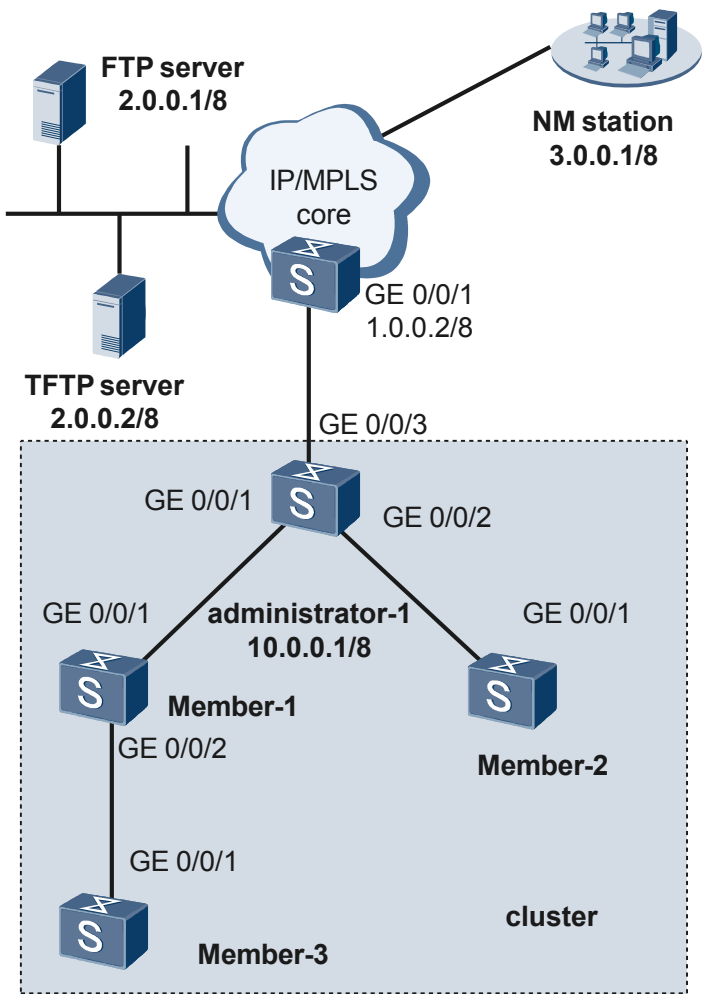 FTP server
2.0.0.1/8
NM station
3.0.0.1/8
IP/MPLS
core
S
GE 0/0/1
1.0.0.2/8
TFTP server
2.0.0.2/8
GE 0/0/3
GE 0/0/1
S
GE 0/0/2
GE 0/0/1
administrator-1
10.0.0.1/8
GE 0/0/1
S
Member-1
S
GE 0/0/2
Member-2
GE 0/0/1
S
Member-3
cluster